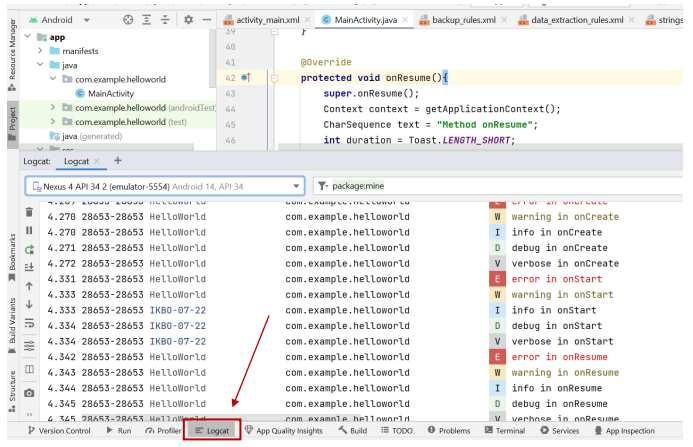 Android
activity_main.xml
MainActivity.java
backup_rules.xml
data_extraction_rules.xml
strings
Resource Manager
Project
Bookmarks
Build Variants
Structure
app
manifests
java
com.example.helloworld
MainActivity
com.example.helloworld (androidTest)
com.example.helloworld (test)
java (generated)
39 }
40
41 @Override
42 protected void onResume(){
43 super.onResume();
44 Context context = getApplicationContext();
45 CharSequence text = "Method onResume";
46 int duration = Toast.LENGTH_SHORT;
Logcat: Logcat × +
Nexus 4 API 34 2 (emulator-5554) Android 14, API 34
package:mine
4.269 28653-28653 HelloWorld com.example.helloworld E error in onCreate
4.270 28653-28653 HelloWorld com.example.helloworld W warning in onCreate
4.270 28653-28653 HelloWorld com.example.helloworld I info in onCreate
4.271 28653-28653 HelloWorld com.example.helloworld D debug in onCreate
4.272 28653-28653 HelloWorld com.example.helloworld V verbose in onCreate
4.331 28653-28653 HelloWorld com.example.helloworld E error in onStart
4.333 28653-28653 HelloWorld com.example.helloworld W warning in onStart
4.333 28653-28653 IKBO-07-22 com.example.helloworld I info in onStart
4.334 28653-28653 IKBO-07-22 com.example.helloworld D debug in onStart
4.334 28653-28653 IKBO-07-22 com.example.helloworld V verbose in onStart
4.342 28653-28653 HelloWorld com.example.helloworld E error in onResume
4.343 28653-28653 HelloWorld com.example.helloworld W warning in onResume
4.344 28653-28653 HelloWorld com.example.helloworld I info in onResume
4.345 28653-28653 HelloWorld com.example.helloworld D debug in onResume
4.345 28653-28653 HelloWorld com.example.helloworld V verbose in onResume
Version Control Run Profiler Logcat App Quality Insights Build TODO Problems Terminal Services App Inspection